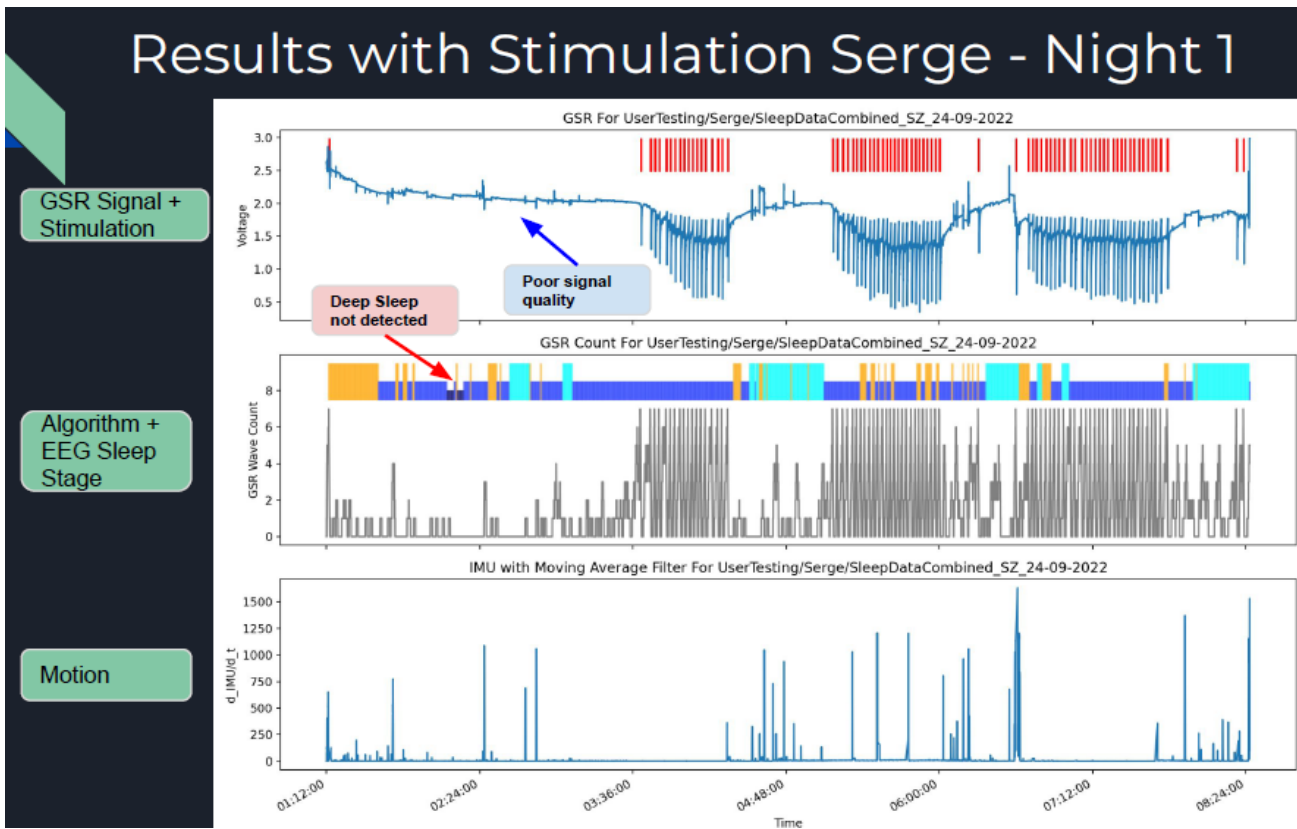 Results with Stimulation Serge - Night 1
GSR For UserTesting/Serge/SleepDataCombined_SZ_24-09-2022
3.0
2.5
2.0
1.5
1.0
0.5
Voltage
GSR Signal +
Stimulation
Poor signal
quality
Deep Sleep
not detected
GSR Count For UserTesting/Serge/SleepDataCombined_SZ_24-09-2022
8
6
4
2
0
GSR Wave Count
Algorithm +
EEG Sleep
Stage
IMU with Moving Average Filter For UserTesting/Serge/SleepDataCombined_SZ_24-09-2022
1500
1250
1000
750
500
250
0
d_IMU/d_t
Motion
01:12:00
02:24:00
03:36:00
04:48:00
06:00:00
07:12:00
08:24:00
Time